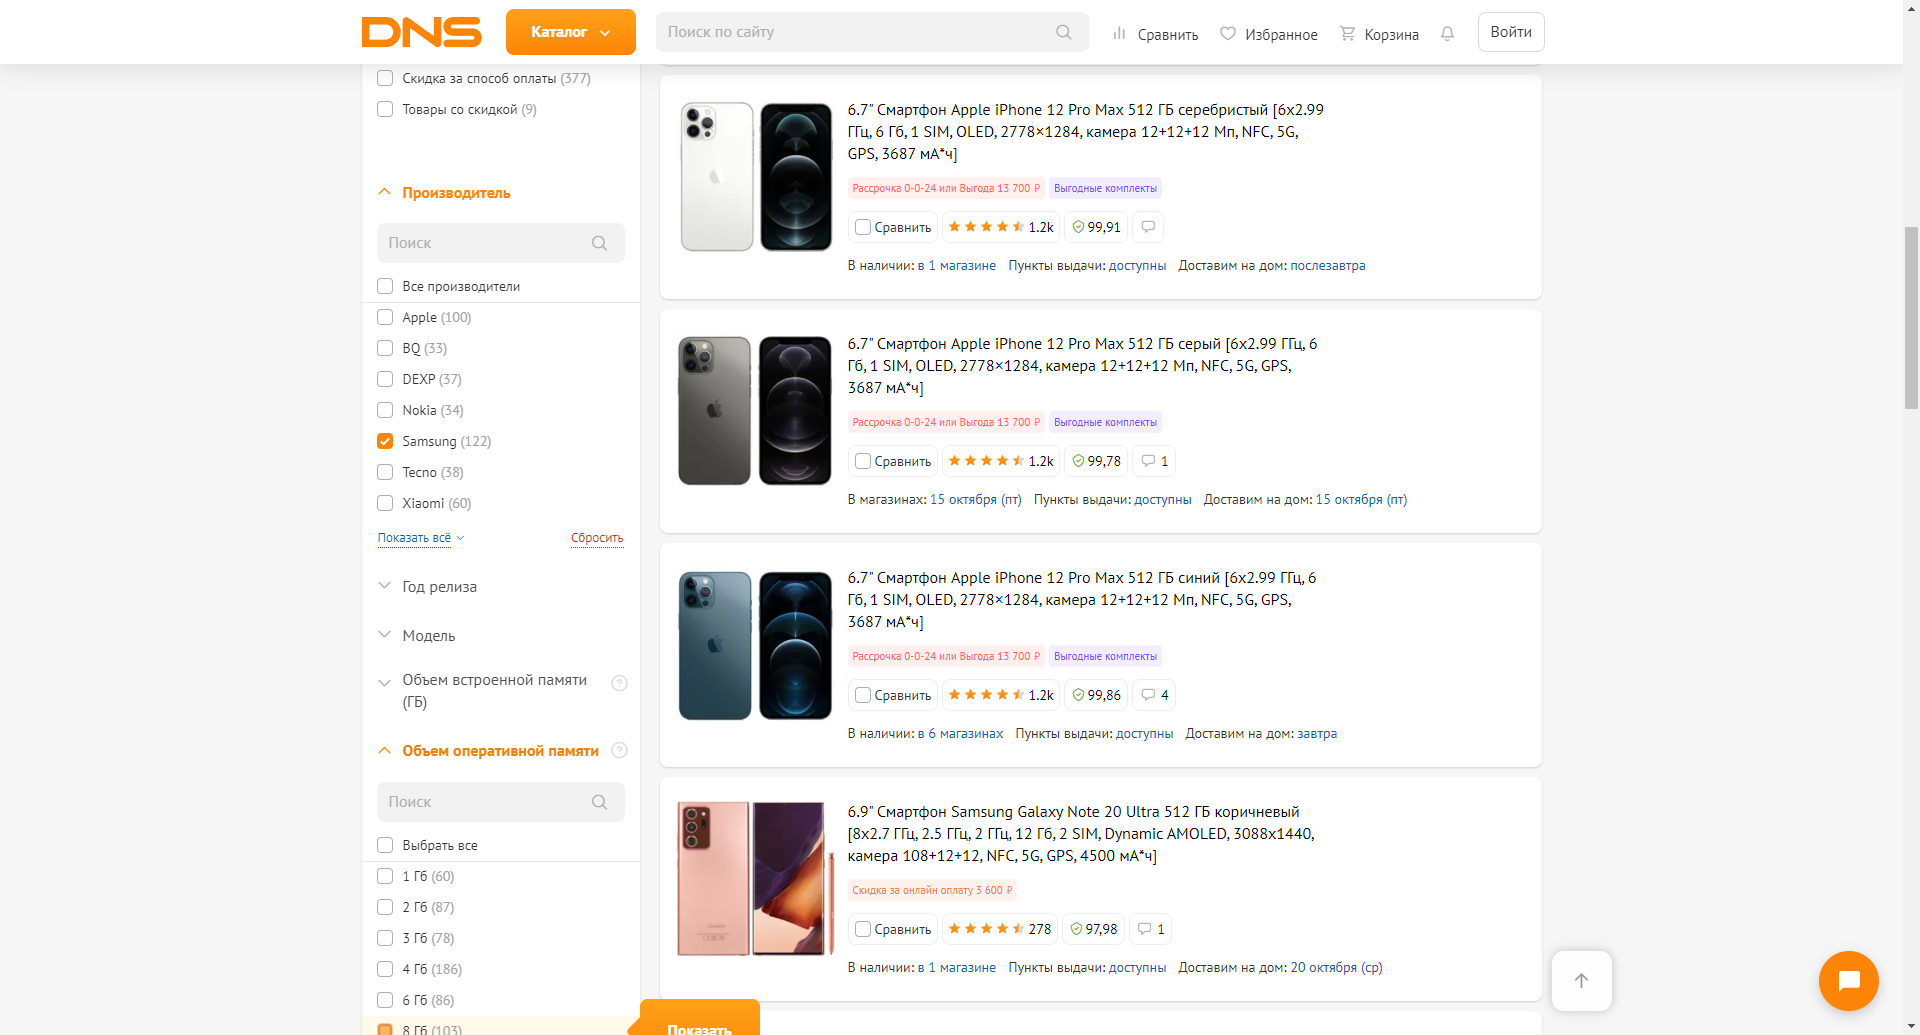 DNS
Каталог
Поиск по сайту
Сравнить
Избранное
Корзина
Войти
Скидка за способ оплаты (377)
Товары со скидкой (9)
Производитель
Поиск
Все производители
Apple (100)
BQ (33)
DEXP (37)
Nokia (34)
Samsung (122)
Tecno (38)
Xiaomi (60)
Показать всё
Сбросить
Год релиза
Модель
Объем встроенной памяти
(ГБ)
Объем оперативной памяти
Поиск
Выбрать все
1 Гб (60)
2 Гб (87)
3 Гб (78)
4 Гб (186)
6 Гб (86)
8 Гб (103)
Показать
6.7" Смартфон Apple iPhone 12 Pro Max 512 ГБ серебристый [6x2.99
ГГц, 6 Гб, 1 SIM, OLED, 2778×1284, камера 12+12+12 Мп, NFC, 5G,
GPS, 3687 мА*ч]
Рассрочка 0-0-24 или Выгода 13 700 ₽ Выгодные комплекты
Сравнить 1.2k 99,91
В наличии: в 1 магазине Пункты выдачи: доступны Доставим на дом: послезавтра
6.7" Смартфон Apple iPhone 12 Pro Max 512 ГБ серый [6x2.99 ГГц, 6
Гб, 1 SIM, OLED, 2778×1284, камера 12+12+12 Мп, NFC, 5G, GPS,
3687 мА*ч]
Рассрочка 0-0-24 или Выгода 13 700 ₽ Выгодные комплекты
Сравнить 1.2k 99,78 1
В магазинах: 15 октября (пт) Пункты выдачи: доступны Доставим на дом: 15 октября (пт)
6.7" Смартфон Apple iPhone 12 Pro Max 512 ГБ синий [6x2.99 ГГц, 6
Гб, 1 SIM, OLED, 2778×1284, камера 12+12+12 Мп, NFC, 5G, GPS,
3687 мА*ч]
Рассрочка 0-0-24 или Выгода 13 700 ₽ Выгодные комплекты
Сравнить 1.2k 99,86 4
В наличии: в 6 магазинах Пункты выдачи: доступны Доставим на дом: завтра
6.9" Смартфон Samsung Galaxy Note 20 Ultra 512 ГБ коричневый
[8x2.7 ГГц, 2.5 ГГц, 2 ГГц, 12 Гб, 2 SIM, Dynamic AMOLED, 3088x1440,
камера 108+12+12, NFC, 5G, GPS, 4500 мА*ч]
Скидка за онлайн оплату 3 600 ₽
Сравнить 278 97,98 1
В наличии: в 1 магазине Пункты выдачи: доступны Доставим на дом: 20 октября (ср)